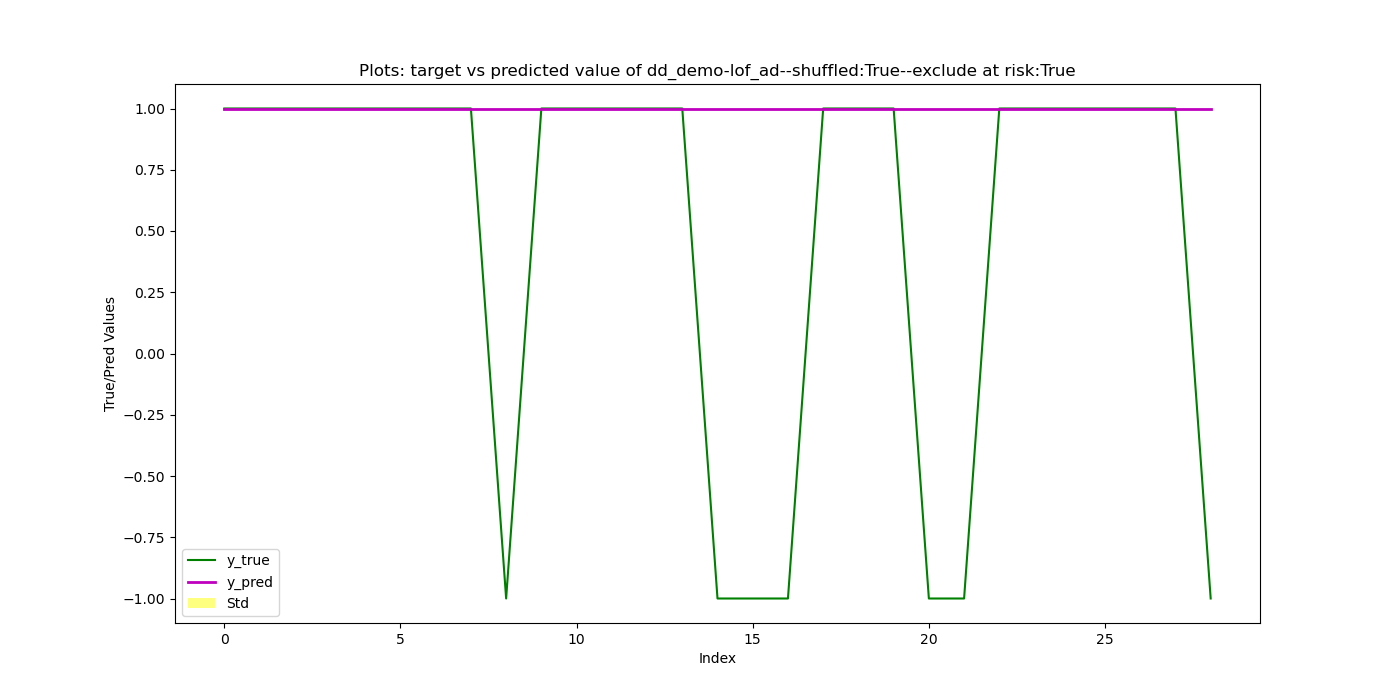 Plots: target vs predicted value of dd_demo-lof_ad--shuffled:True--exclude at risk:True
1.00
0.75
0.50
0.25
0.00
−0.25
−0.50
−0.75
−1.00
True/Pred Values
y_true
y_pred
Std
0 5 10 15 20 25
Index